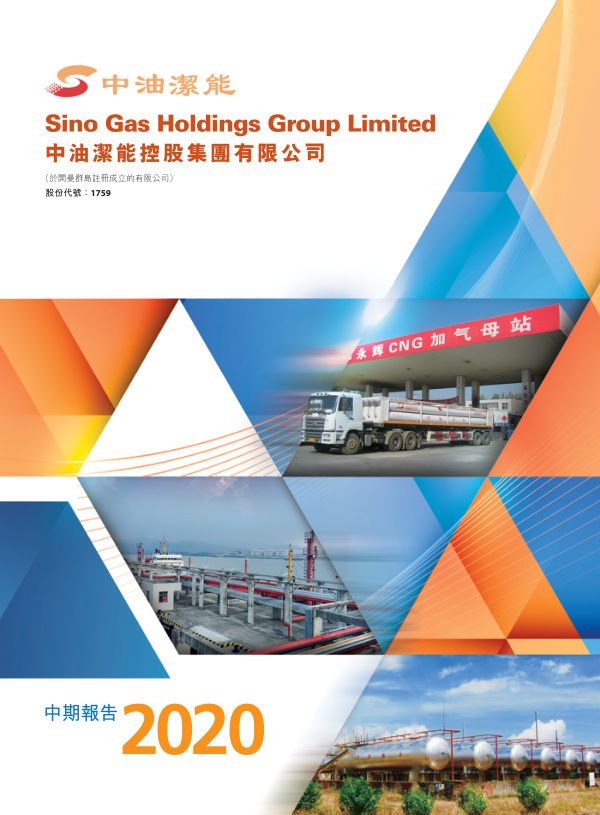 中油潔能
Sino Gas Holdings Group Limited
中油潔能控股集團有限公司
（於開曼群島註冊成立的有限公司）
股份代號：1759
永辉CNG加气母站
中期報告 2020